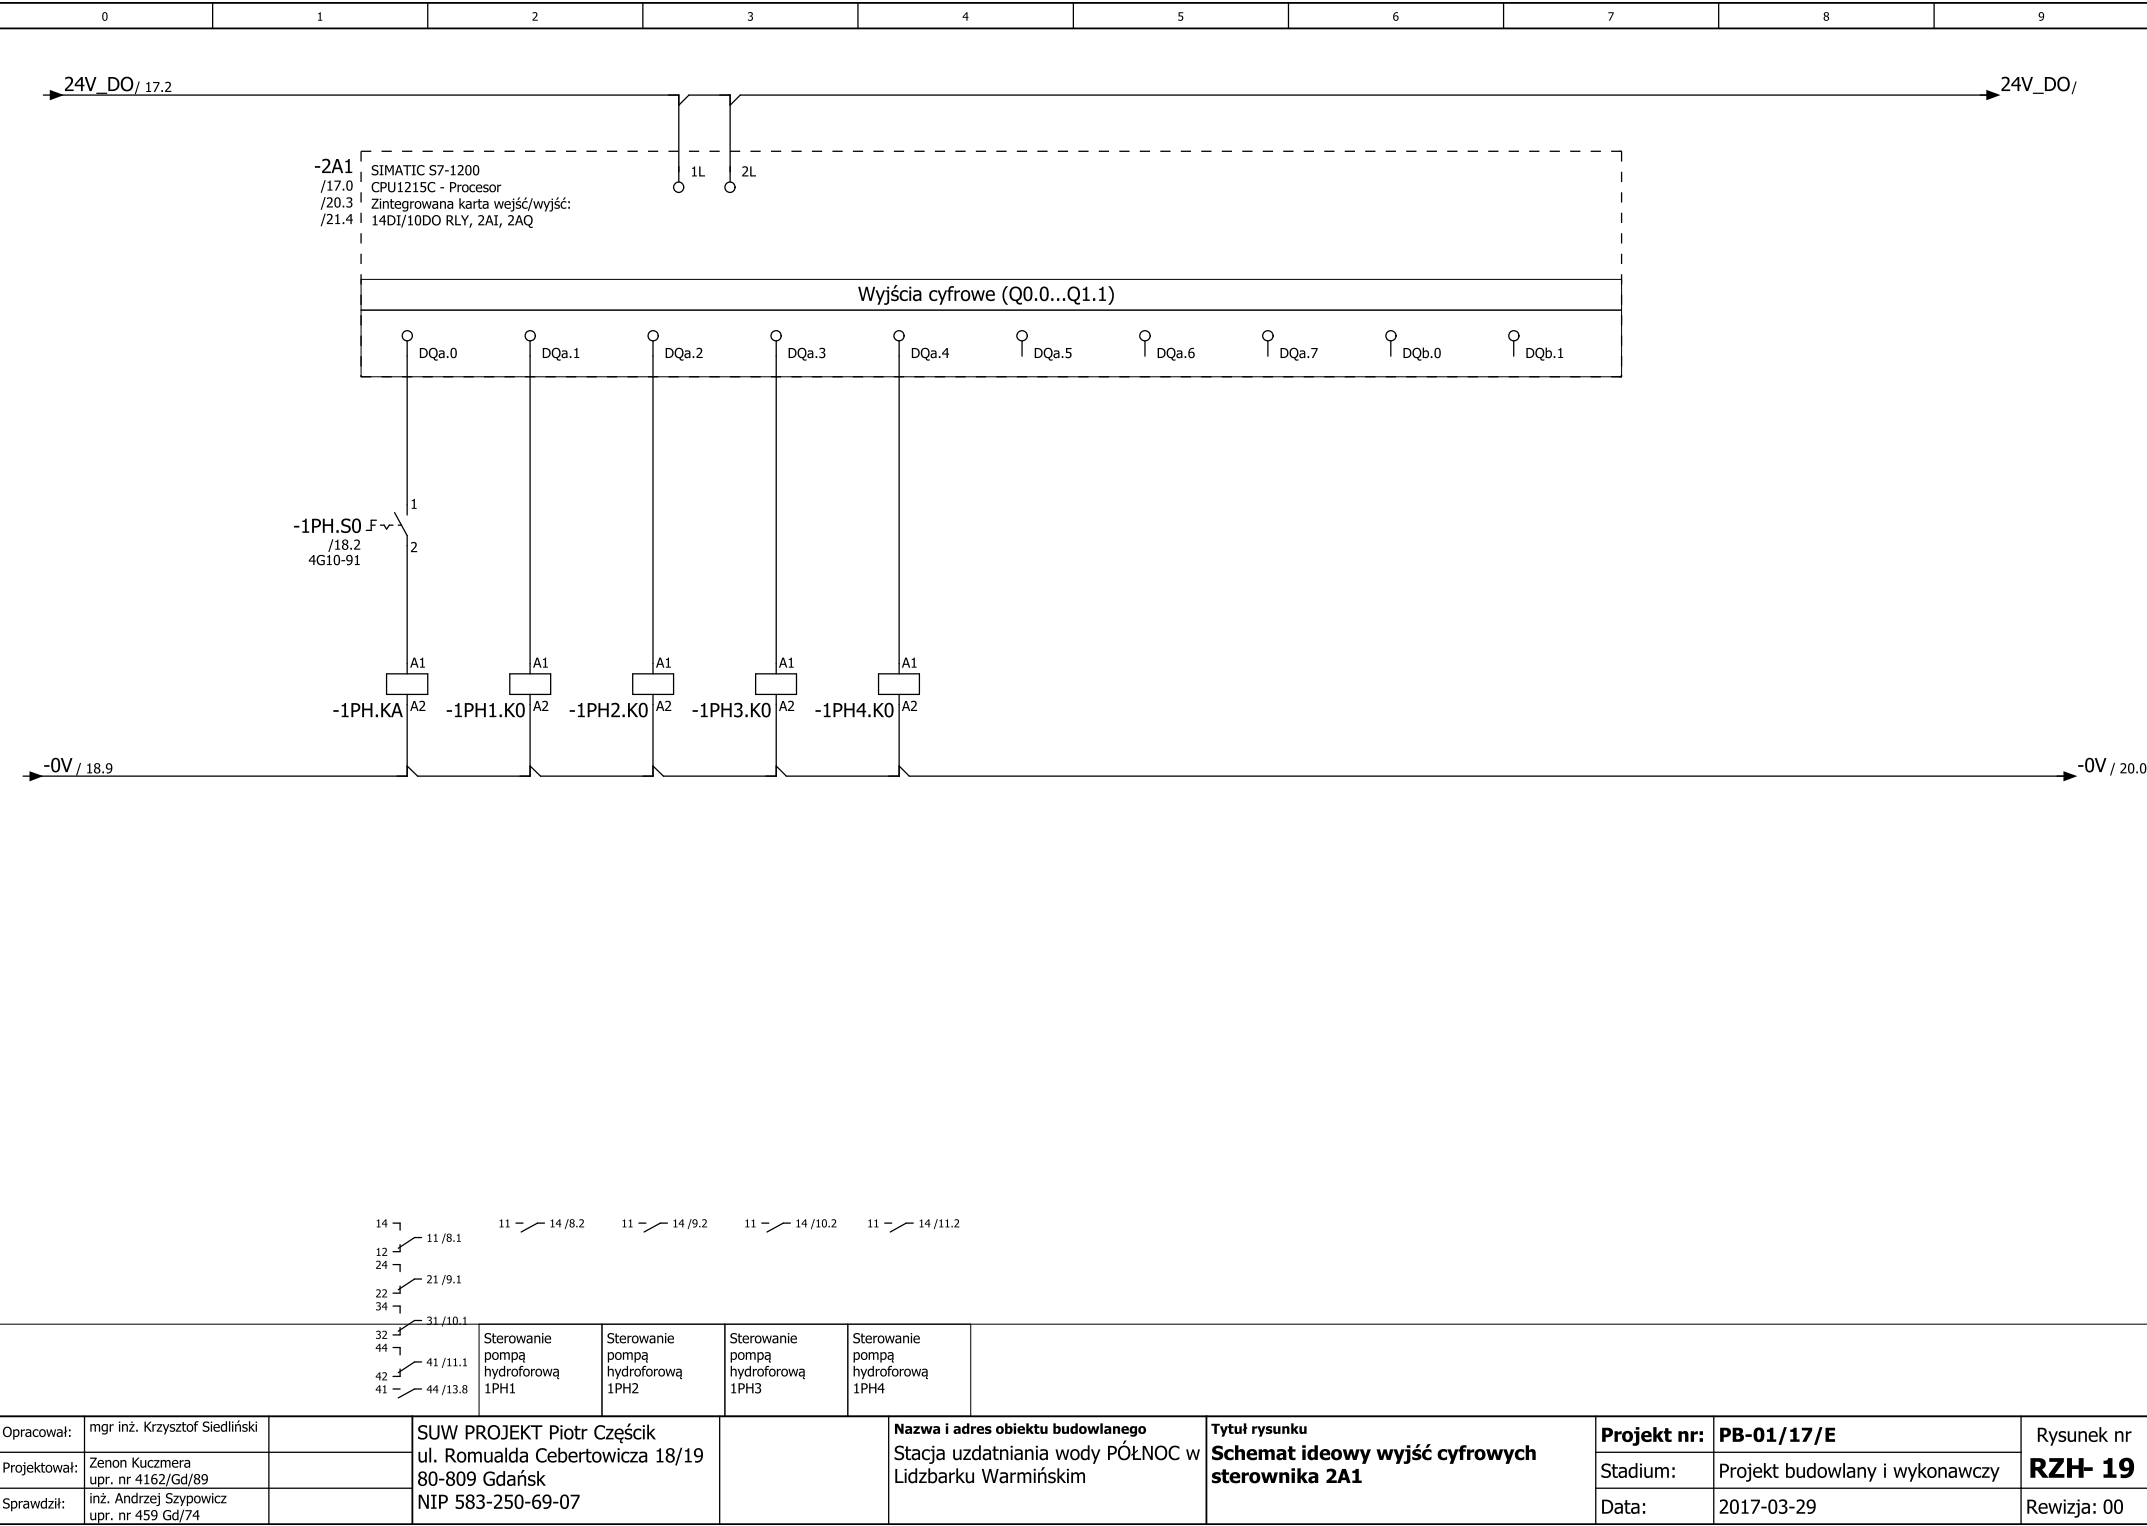 0 1 2 3 4 5 6 7 8 9
24V_DO/ 17.2
24V_DO/
-2A1
/17.0
/20.3
/21.4
SIMATIC S7-1200
CPU1215C - Procesor
Zintegrowana karta wejść/wyjść:
14DI/10DO RLY, 2AI, 2AQ
1L 2L
Wyjścia cyfrowe (Q0.0...Q1.1)
DQa.0 DQa.1 DQa.2 DQa.3 DQa.4 DQa.5 DQa.6 DQa.7 DQb.0 DQb.1
1
-1PH.S0
/18.2
4G10-91
2
A1 A1 A1 A1 A1
-1PH.KA A2 -1PH1.K0 A2 -1PH2.K0 A2 -1PH3.K0 A2 -1PH4.K0 A2
-0V / 18.9
-0V / 20.0
14
12
11 /8.1
24
22
21 /9.1
34
32
31 /10.1
44
42
41 /11.1
41 44 /13.8
11 14 /8.2
11 14 /9.2
11 14 /10.2
11 14 /11.2
Sterowanie
pompą
hydroforową
1PH1
Sterowanie
pompą
hydroforową
1PH2
Sterowanie
pompą
hydroforową
1PH3
Sterowanie
pompą
hydroforową
1PH4
Opracował: mgr inż. Krzysztof Siedliński
Projektował: Zenon Kuczmera
upr. nr 4162/Gd/89
Sprawdził: inż. Andrzej Szypowicz
upr. nr 459 Gd/74
SUW PROJEKT Piotr Częścik
ul. Romualda Cebertowicza 18/19
80-809 Gdańsk
NIP 583-250-69-07
Nazwa i adres obiektu budowlanego
Stacja uzdatniania wody PÓŁNOC w
Lidzbarku Warmińskim
Tytuł rysunku
Schemat ideowy wyjść cyfrowych
sterownika 2A1
Projekt nr: PB-01/17/E
Stadium: Projekt budowlany i wykonawczy
Data: 2017-03-29
Rysunek nr
RZH- 19
Rewizja: 00